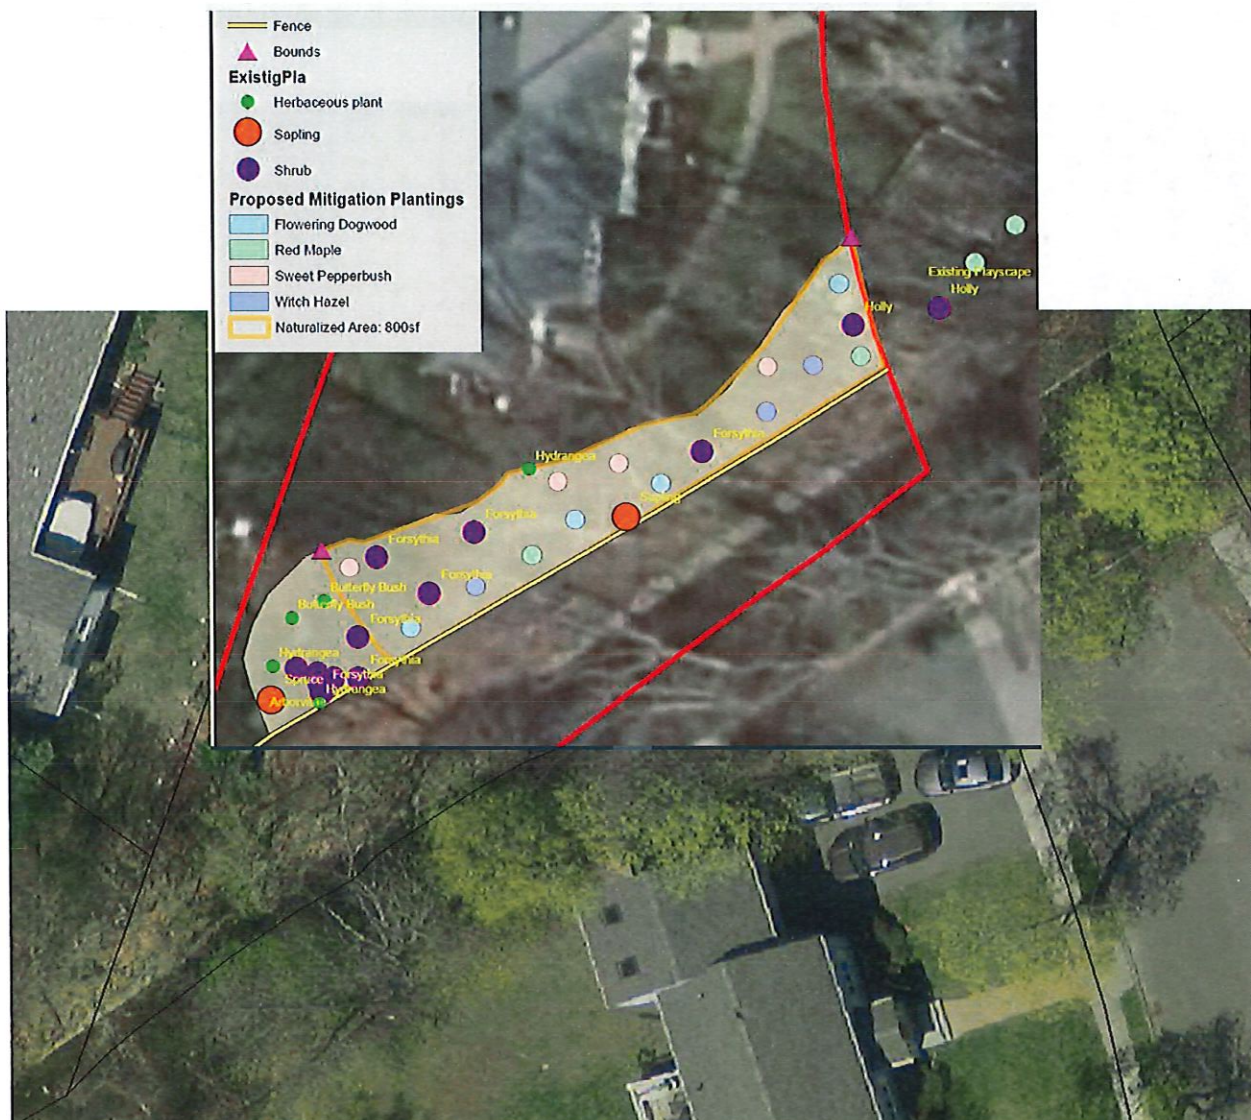 Fence
Bounds
ExistigPla
Herbaceous plant
Sapling
Shrub
Proposed Mitigation Plantings
Flowering Dogwood
Red Maple
Sweet Pepperbush
Witch Hazel
Naturalized Area: 800sf
Existing Playscape
Holly
Holly
Forsythia
Hydrangea
Sapling
Forsythia
Forsythia
Forsythia
Butterfly Bush
Butterfly Bush
Forsythia
Hydrangea
Forsythia
Spruce
Forsythia
Hydrangea